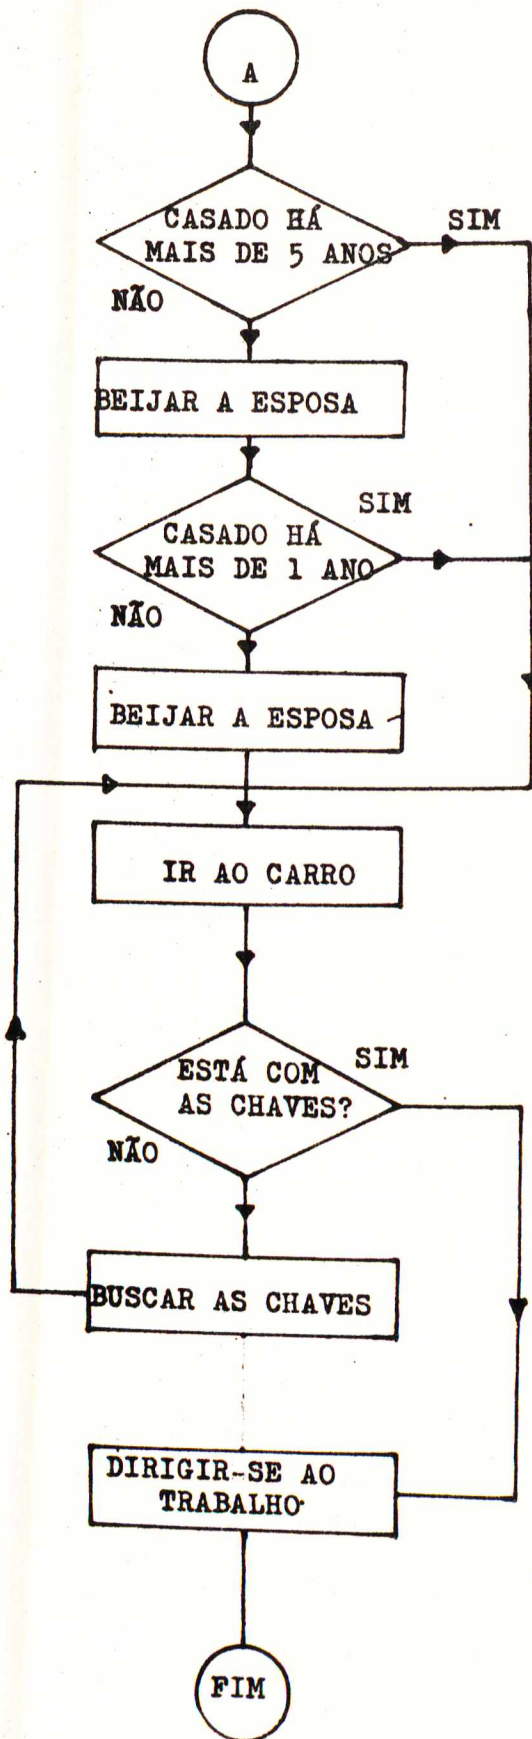 A
CASADO HÁ
MAIS DE 5 ANOS
SIM
NÃO
BEIJAR A ESPOSA
SIM
CASADO HÁ
MAIS DE 1 ANO
NÃO
BEIJAR A ESPOSA
IR AO CARRO
SIM
ESTÁ COM
AS CHAVES?
NÃO
BUSCAR AS CHAVES
DIRIGIR-SE AO
TRABALHO
FIM